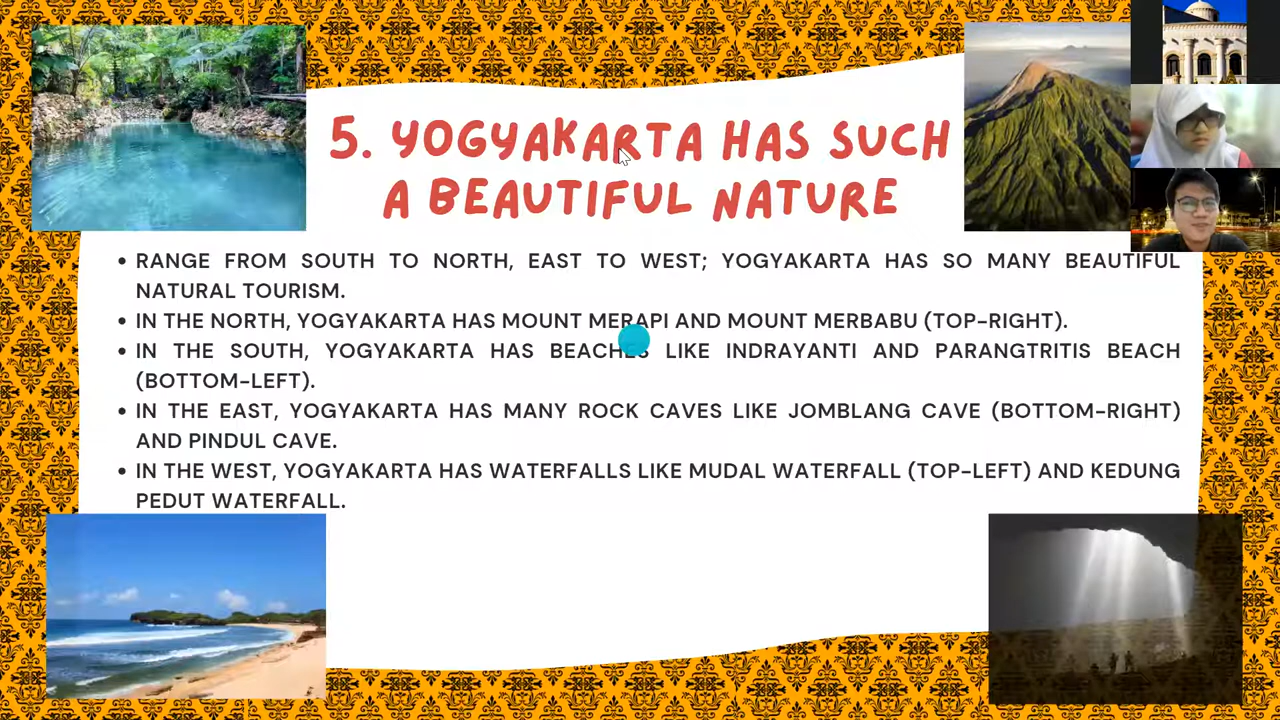 5. YOGYAKARTA HAS SUCH
A BEAUTIFUL NATURE
• RANGE FROM SOUTH TO NORTH, EAST TO WEST; YOGYAKARTA HAS SO MANY BEAUTIFUL
NATURAL TOURISM.
• IN THE NORTH, YOGYAKARTA HAS MOUNT MERAPI AND MOUNT MERBABU (TOP-RIGHT).
• IN THE SOUTH, YOGYAKARTA HAS BEACHES LIKE INDRAYANTI AND PARANGTRITIS BEACH
(BOTTOM-LEFT).
• IN THE EAST, YOGYAKARTA HAS MANY ROCK CAVES LIKE JOMBLANG CAVE (BOTTOM-RIGHT)
AND PINDUL CAVE.
• IN THE WEST, YOGYAKARTA HAS WATERFALLS LIKE MUDAL WATERFALL (TOP-LEFT) AND KEDUNG
PEDUT WATERFALL.